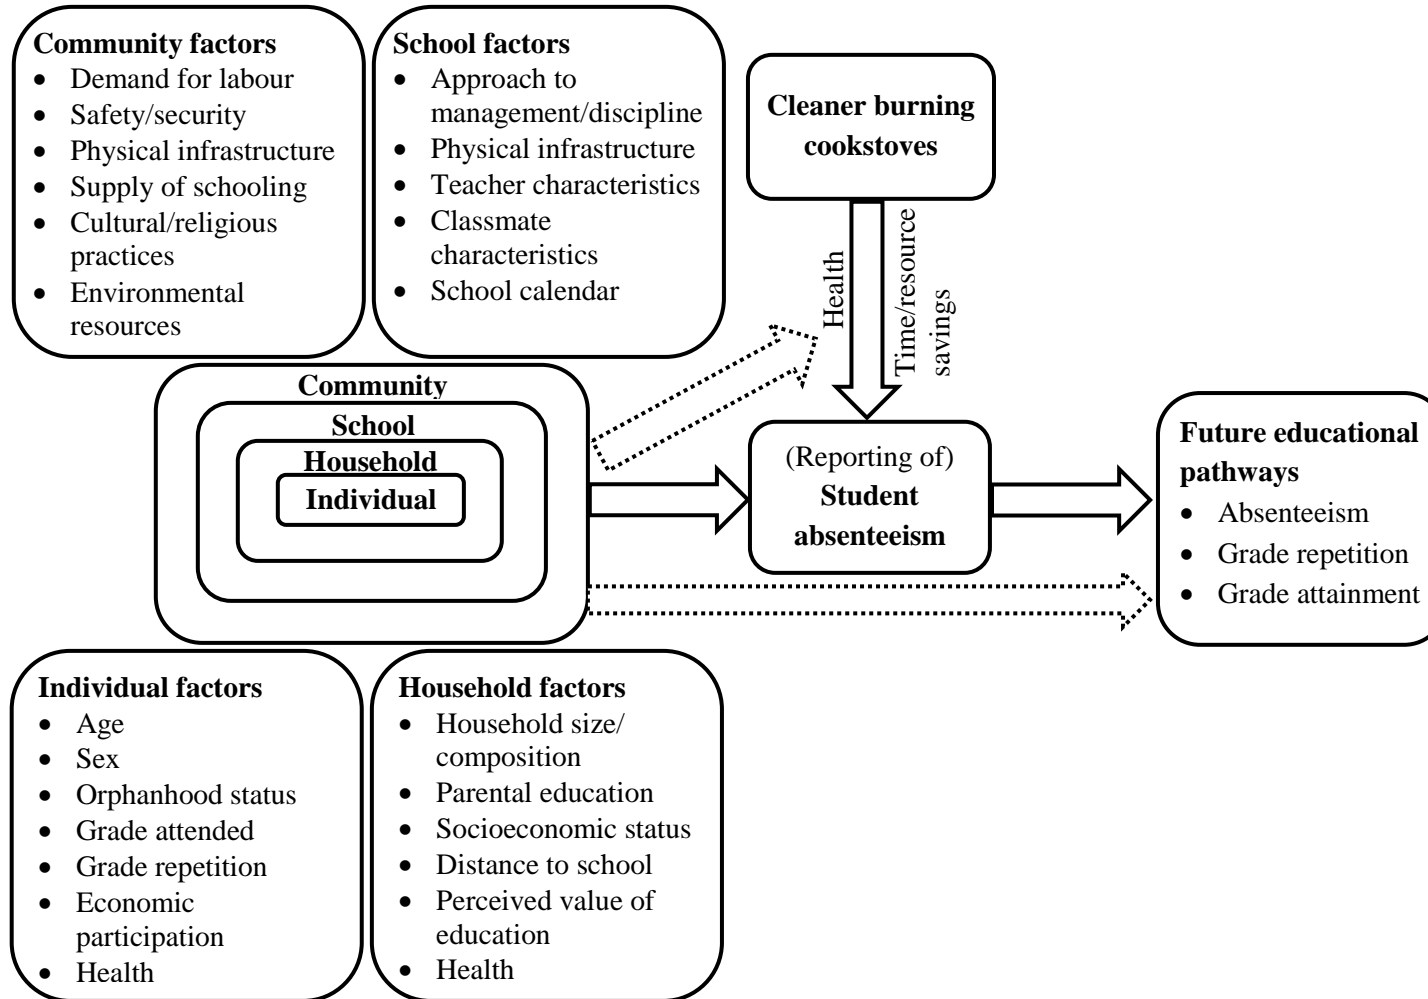 Community factors
• Demand for labour
• Safety/security
• Physical infrastructure
• Supply of schooling
• Cultural/religious
practices
• Environmental
resources
School factors
• Approach to
management/discipline
• Physical infrastructure
• Teacher characteristics
• Classmate
characteristics
• School calendar
Cleaner burning
cookstoves
Health
Time/resource
savings
Community
School
Household
Individual
(Reporting of)
Student
absenteeism
Future educational
pathways
• Absenteeism
• Grade repetition
• Grade attainment
Individual factors
• Age
• Sex
• Orphanhood status
• Grade attended
• Grade repetition
• Economic
participation
• Health
Household factors
• Household size/
composition
• Parental education
• Socioeconomic status
• Distance to school
• Perceived value of
education
• Health